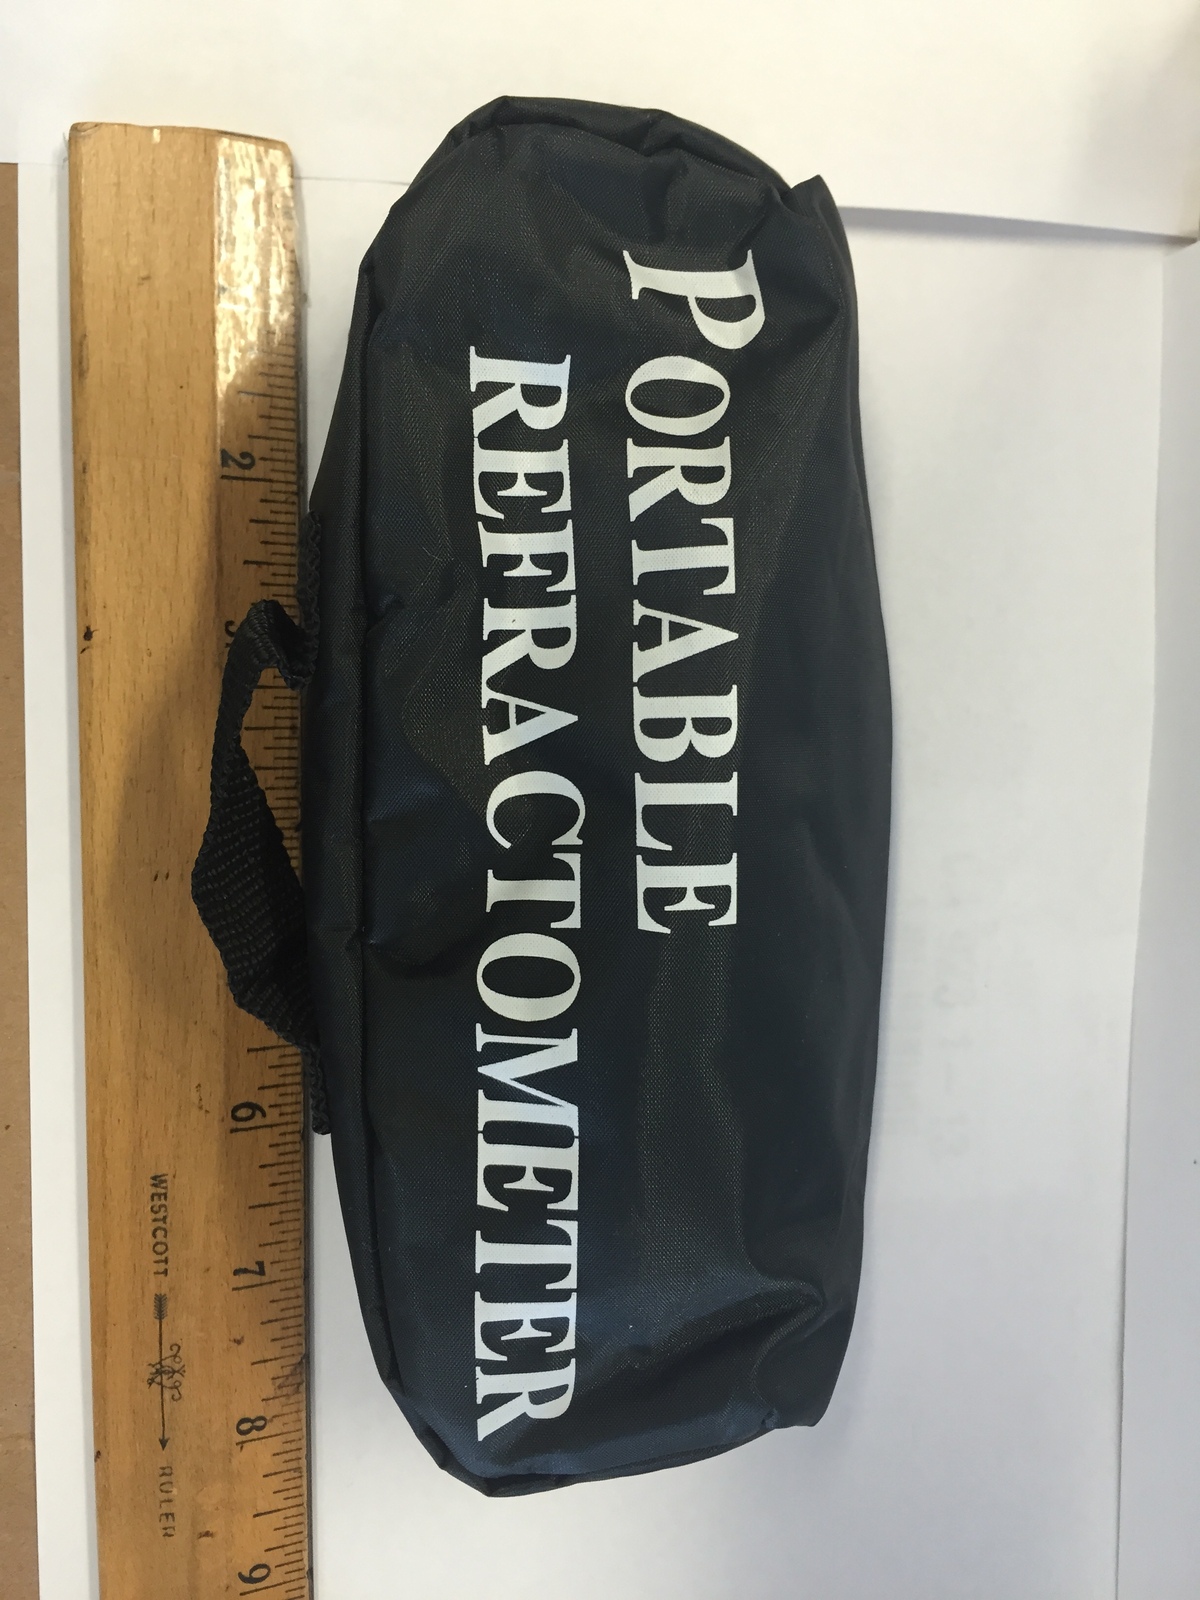 PORTABLE
REFRACTOMETER
2
6
7
8
9
WESTCOTT
RULER